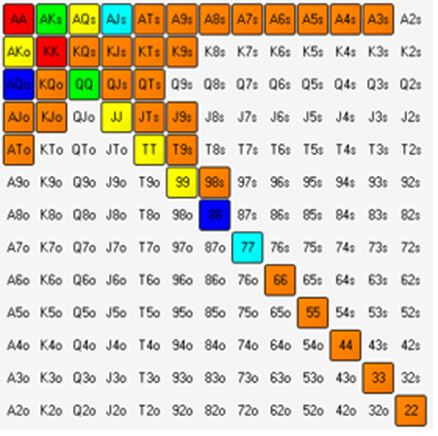 AA AKs AQs AJs ATs A9s A8s A7s A6s A5s A4s A3s A2s
AKo KK KQs KJs KTs K9s K8s K7s K6s K5s K4s K3s K2s
AQo KQo QQ QJs QTs Q9s Q8s Q7s Q6s Q5s Q4s Q3s Q2s
AJo KJo QJo JJ JTs J9s J8s J7s J6s J5s J4s J3s J2s
ATo KTo QTo JTo TT T9s T8s T7s T6s T5s T4s T3s T2s
A9o K9o Q9o J9o T9o 99 98s 97s 96s 95s 94s 93s 92s
A8o K8o Q8o J8o T8o 98o 88 87s 86s 85s 84s 83s 82s
A7o K7o Q7o J7o T7o 97o 87o 77 76s 75s 74s 73s 72s
A6o K6o Q6o J6o T6o 96o 86o 76o 66 65s 64s 63s 62s
A5o K5o Q5o J5o T5o 95o 85o 75o 65o 55 54s 53s 52s
A4o K4o Q4o J4o T4o 94o 84o 74o 64o 54o 44 43s 42s
A3o K3o Q3o J3o T3o 93o 83o 73o 63o 53o 43o 33 32s
A2o K2o Q2o J2o T2o 92o 82o 72o 62o 52o 42o 32o 22